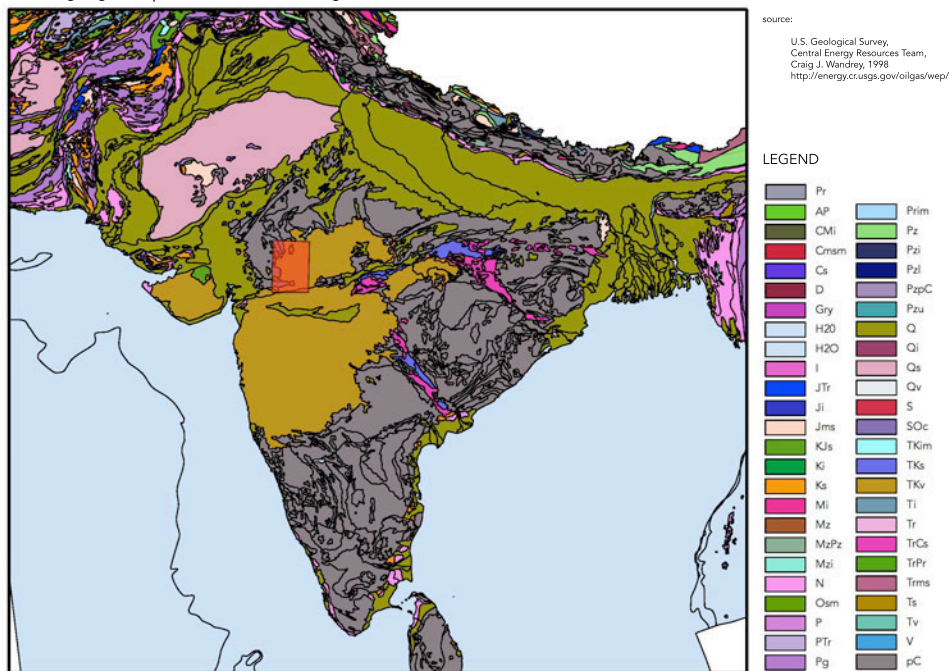 source:
U.S. Geological Survey,
Central Energy Resources Team,
Craig J. Wandrey, 1998
http://energy.cr.usgs.gov/oilgas/wep/
LEGEND
Pr
AP
CMi
Cmsm
Cs
D
Gry
H20
H2O
I
JTr
Ji
Jms
KJs
Ki
Ks
Mi
Mz
MzPz
Mzi
N
Osm
P
PTr
Pg
Prim
Pz
Pzi
Pzl
PzpC
Pzu
Q
Qi
Qs
Qv
S
SOc
TKim
TKs
TKv
Ti
Tr
TrCs
TrPr
Trms
Ts
Tv
V
pC